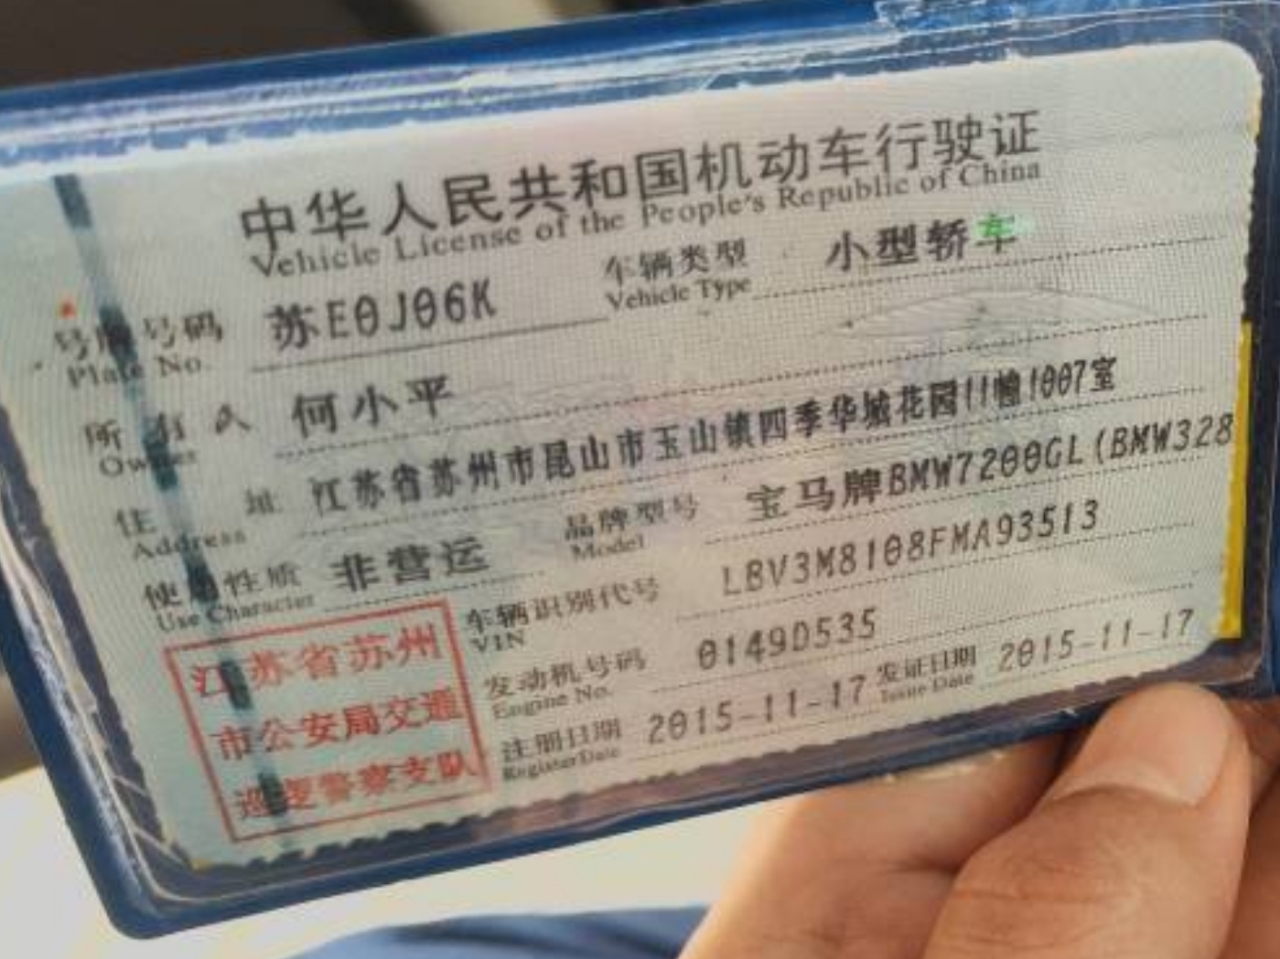 中华人民共和国机动车行驶证
Vehicle License of the People's Republic of China
号牌号码 苏E0J06K 车辆类型 小型轿车
Plate No. Vehicle Type
所有人 何小平
Owner
住址 江苏省苏州市昆山市玉山镇四季华城花园11幢1007室
Address
使用性质 非营运 品牌型号 宝马牌BMW7200GL(BMW328
Use Character Model
车辆识别代号 LBV3M8108FMA93513
VIN
发动机号码 0149D535
Engine No.
注册日期 2015-11-17 发证日期 2015-11-17
Register Date Issue Date
江苏省苏州
市公安局交通
巡逻警察支队